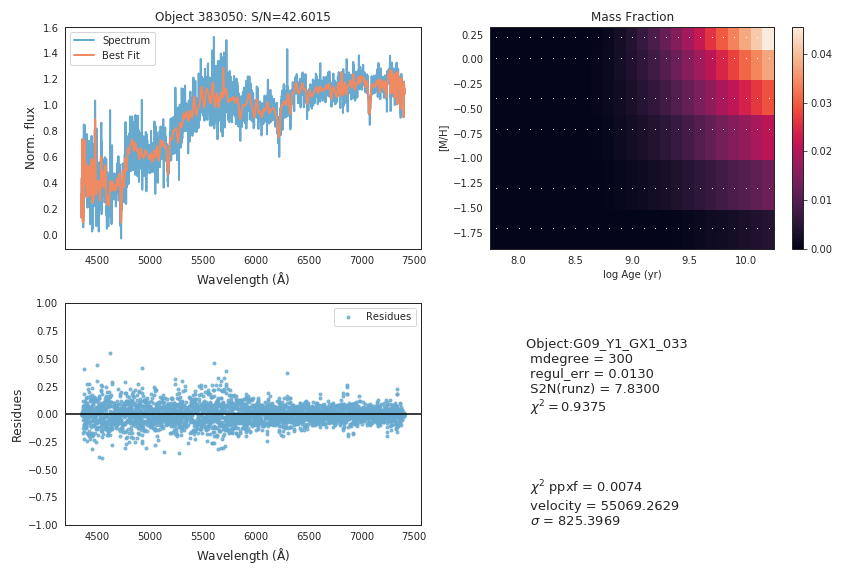 Object 383050: S/N=42.6015
Spectrum
Best Fit
1.6
1.4
1.2
1.0
0.8
0.6
0.4
0.2
0.0
Norm. flux
4500 5000 5500 6000 6500 7000 7500
Wavelength (Å)
Mass Fraction
0.25
0.00
−0.25
−0.50
−0.75
−1.00
−1.25
−1.50
−1.75
[M/H]
8.0 8.5 9.0 9.5 10.0
log Age (yr)
0.04
0.03
0.02
0.01
0.00
Residues
1.00
0.75
0.50
0.25
0.00
−0.25
−0.50
−0.75
−1.00
Residues
4500 5000 5500 6000 6500 7000 7500
Wavelength (Å)
Object:G09_Y1_GX1_033
mdegree = 300
regul_err = 0.0130
S2N(runz) = 7.8300
χ² = 0.9375
χ² ppxf = 0.0074
velocity = 55069.2629
σ = 825.3969